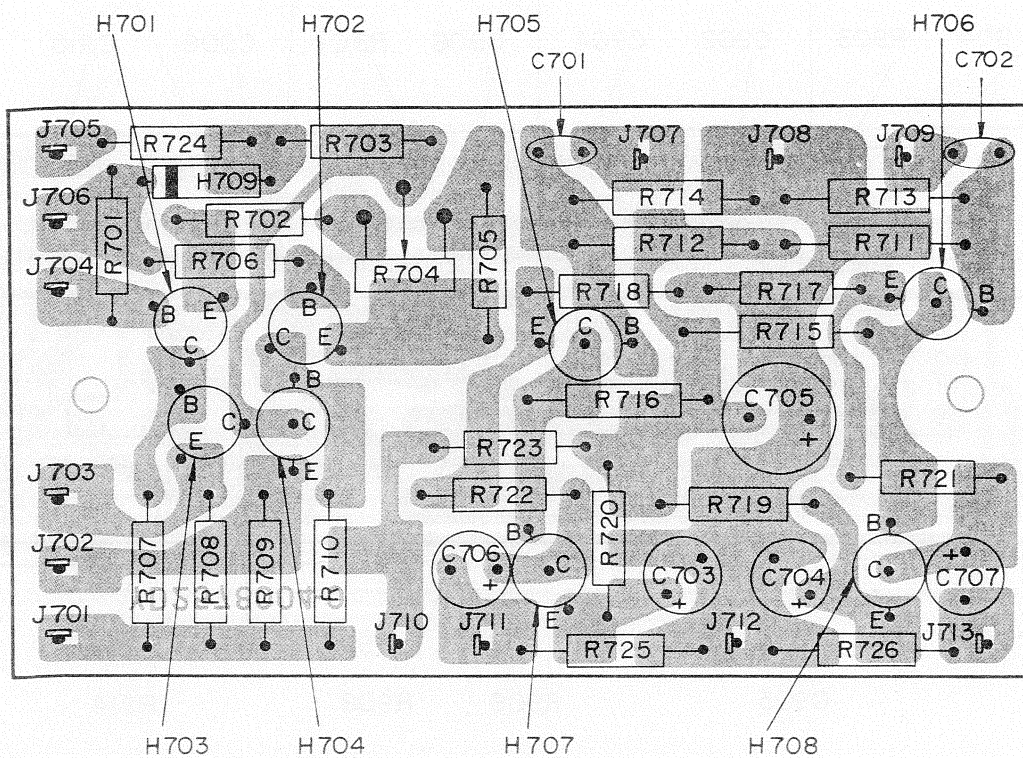 H701 H702 H705 H706
C701 C702
J705 R724 R703 J707 J708 J709
H709
J706 R701 R702 R714 R713
R705 R712 R711
J704 R706 R704 R718 R717 E C B
B E B E C R715
C C E B
B R716 C705
B C C +
E R723
E
J703 R722 R721
R719
R707 R708 R709 R710 B R720 B
J702 C706 C C703 C704 C + C707
+ + +
J701 E E
J710 J711 J712 J713
R725 R726
H703 H704 H707 H708